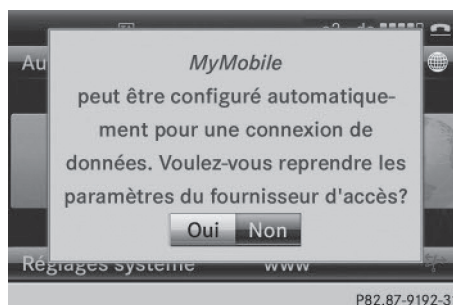 Au
MyMobile
peut être configuré automatique-
ment pour une connexion de
données. Voulez-vous reprendre les
paramètres du fournisseur d'accès?
Oui Non
Réglages système www
P82.87-9192-3